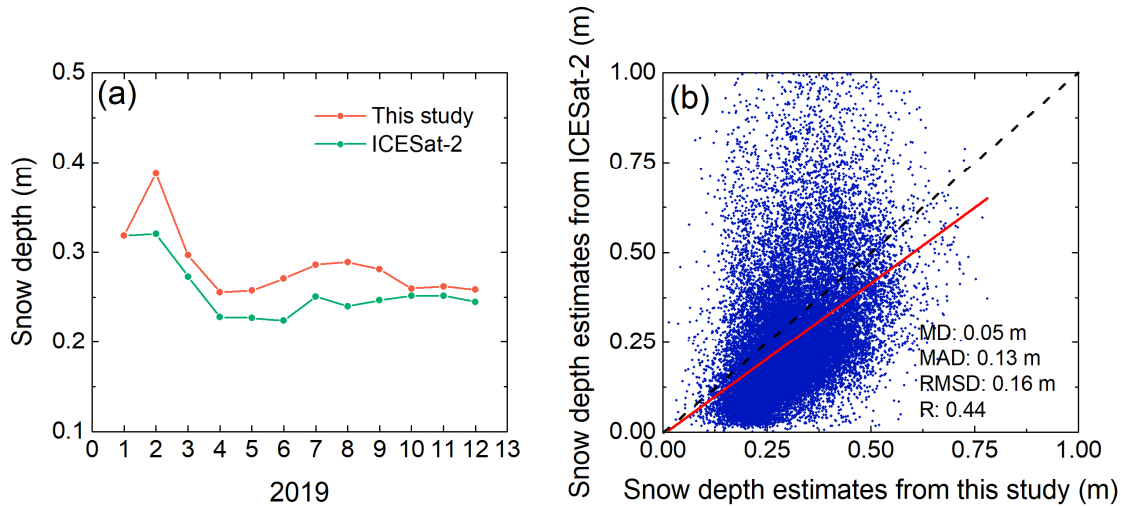 (a)
This study
ICESat-2
0.5
0.4
0.3
0.2
0.1
Snow depth (m)
0 1 2 3 4 5 6 7 8 9 10 11 12 13
2019
(b)
Snow depth estimates from ICESat-2 (m)
1.00
0.75
0.50
0.25
0.00
MD: 0.05 m
MAD: 0.13 m
RMSD: 0.16 m
R: 0.44
0.00 0.25 0.50 0.75 1.00
Snow depth estimates from this study (m)